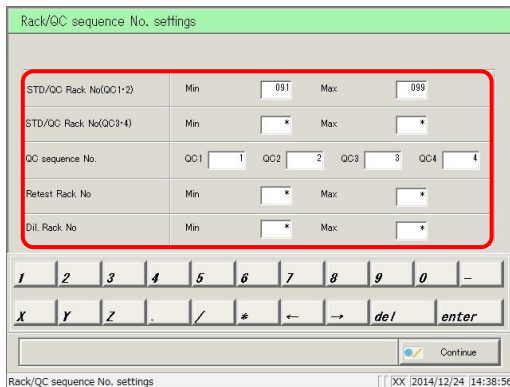 Rack/QC sequence No. settings
STD/QC Rack No(QC1･2) Min 091 Max 099
STD/QC Rack No(QC3･4) Min * Max *
QC sequence No. QC1 1 QC2 2 QC3 3 QC4 4
Retest Rack No Min * Max *
Dil. Rack No Min * Max *
1 2 3 4 5 6 7 8 9 0 -
X Y Z . / * ← → del enter
Continue
Rack/QC sequence No. settings XX 2014/12/24 14:38:56